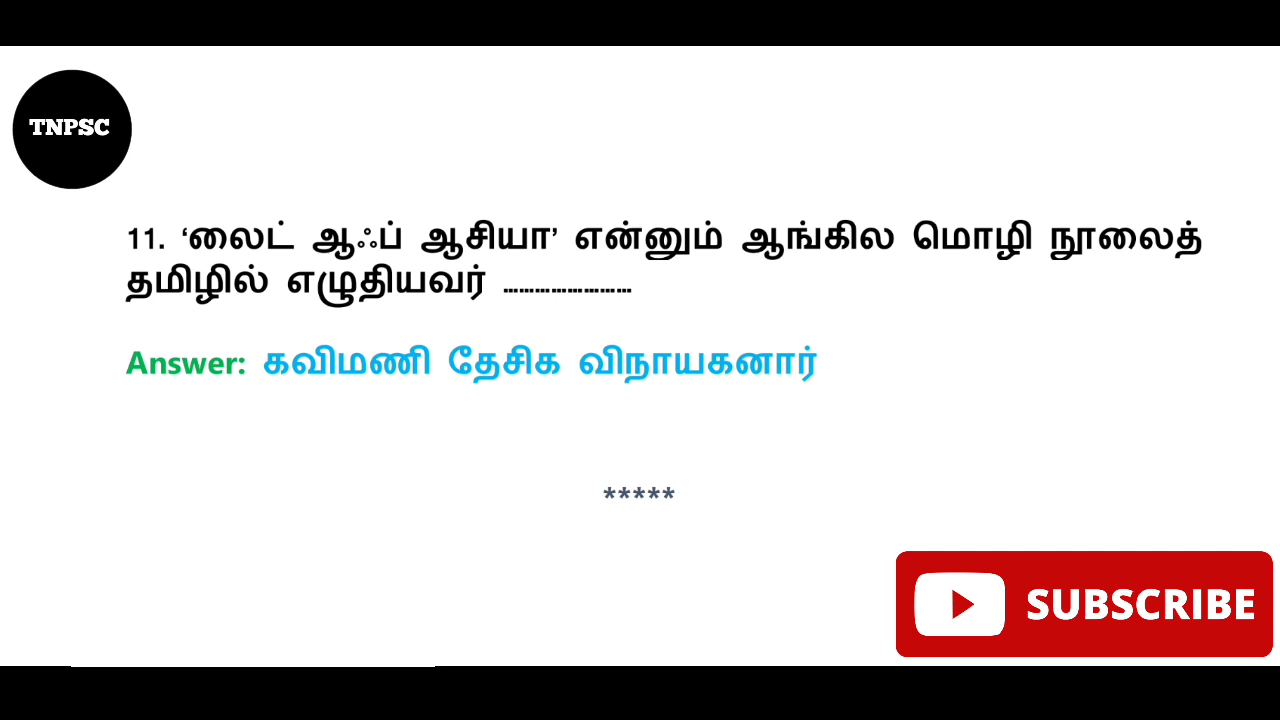 TNPSC
11. ‘லைட் ஆஃப் ஆசியா’ என்னும் ஆங்கில மொழி நூலைத்
தமிழில் எழுதியவர் ........................
Answer: கவிமணி தேசிக விநாயகனார்
*****
SUBSCRIBE